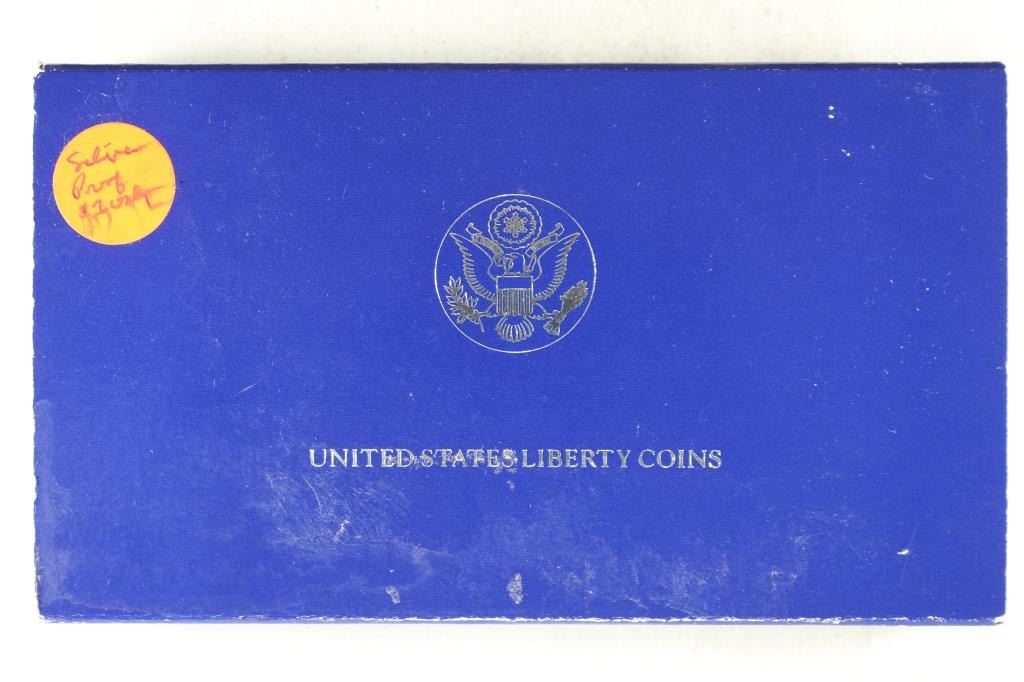 Silver
Proof
UNITED STATES LIBERTY COINS